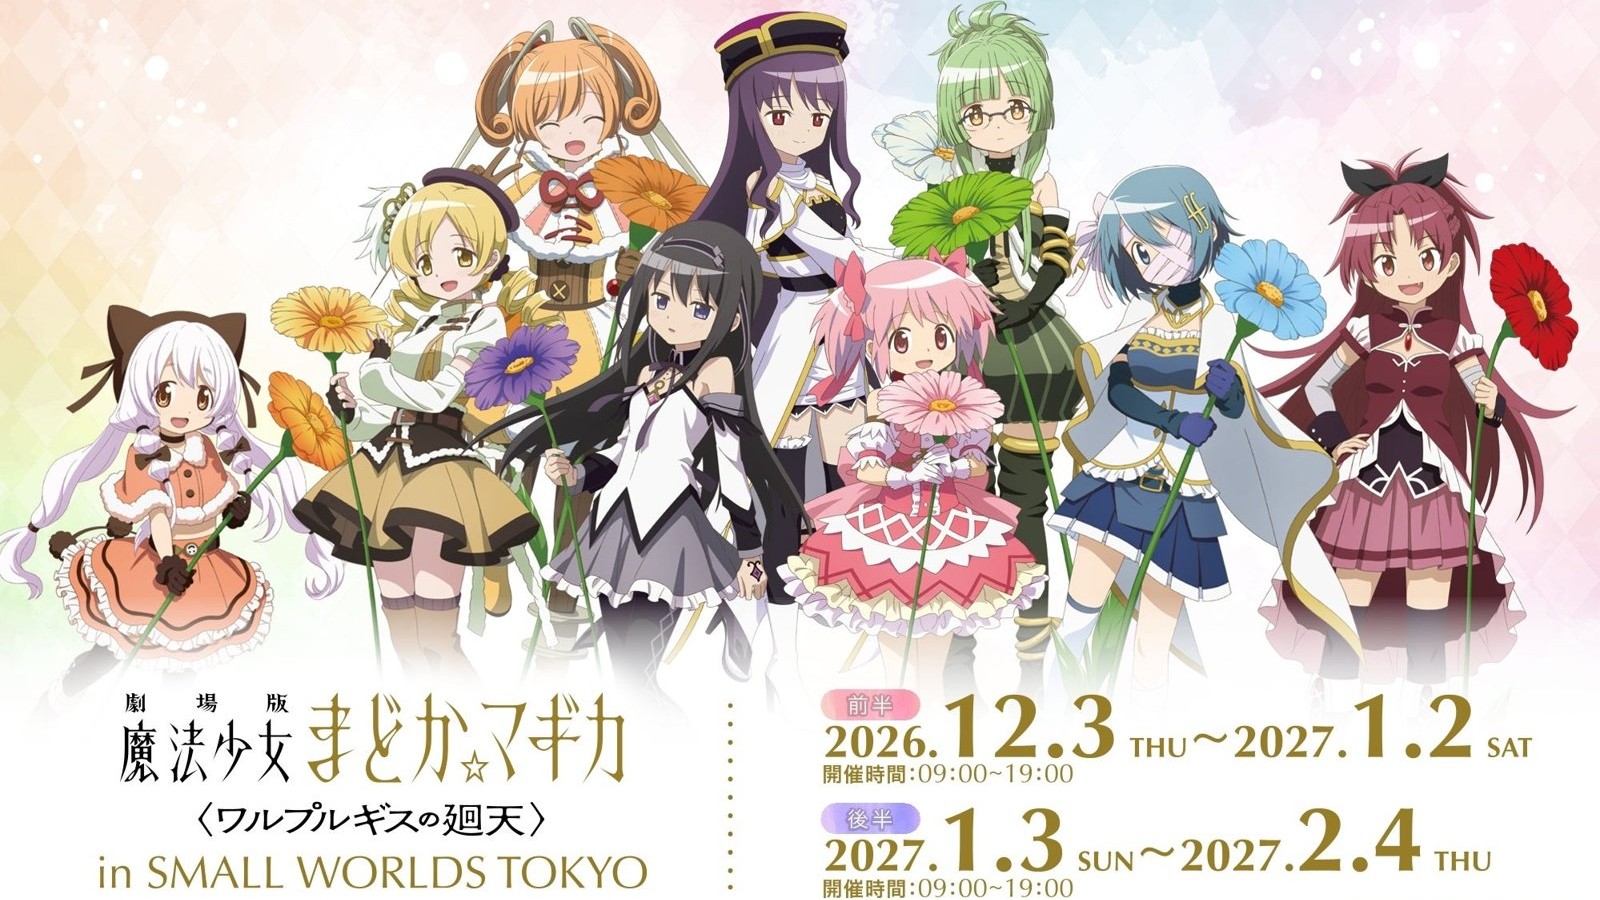 劇場版
魔法少女まどか☆マギカ
〈ワルプルギスの廻天〉
in SMALL WORLDS TOKYO
前半
2026.12.3 THU～2027.1.2 SAT
開催時間:09:00~19:00
後半
2027.1.3 SUN～2027.2.4 THU
開催時間:09:00~19:00